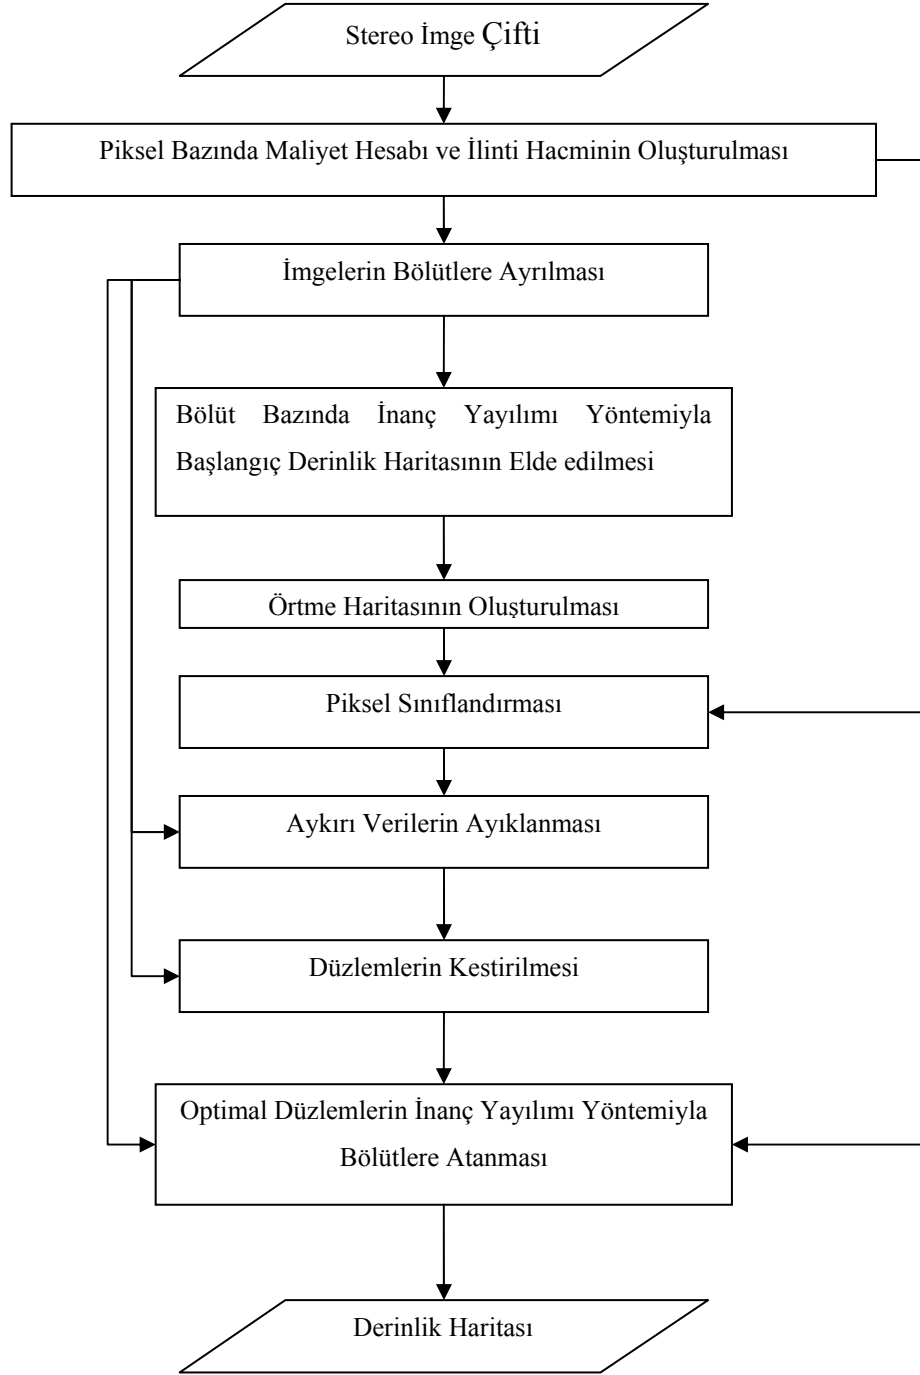 Stereo İmge Çifti
Piksel Bazında Maliyet Hesabı ve İlinti Hacminin Oluşturulması
İmgelerin Bölütlere Ayrılması
Bölüt Bazında İnanç Yayılımı Yöntemiyla
Başlangıç Derinlik Haritasının Elde edilmesi
Örtme Haritasının Oluşturulması
Piksel Sınıflandırması
Aykırı Verilerin Ayıklanması
Düzlemlerin Kestirilmesi
Optimal Düzlemlerin İnanç Yayılımı Yöntemiyla
Bölütlere Atanması
Derinlik Haritası